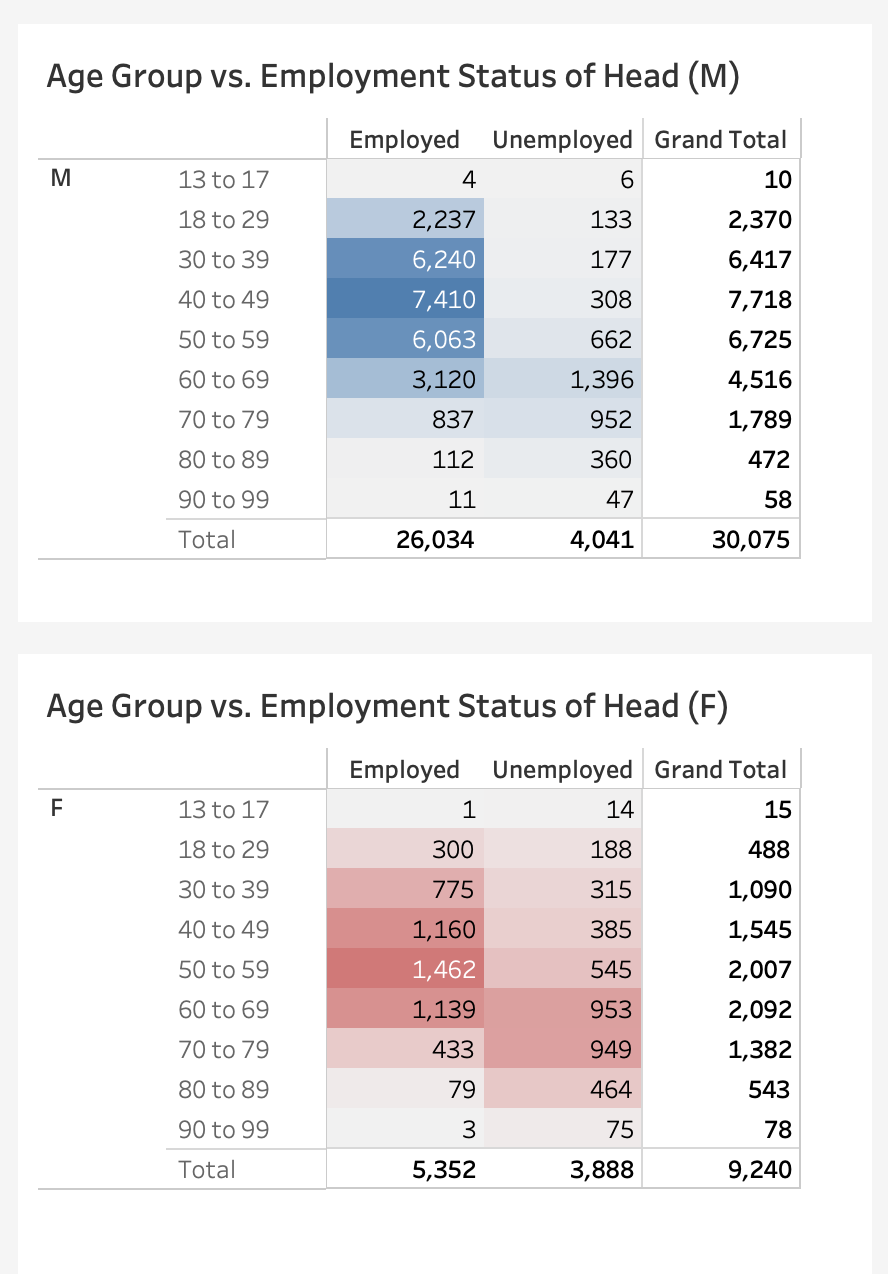 Age Group vs. Employment Status of Head (M)
Employed Unemployed Grand Total
M 13 to 17 4 6 10
18 to 29 2,237 133 2,370
30 to 39 6,240 177 6,417
40 to 49 7,410 308 7,718
50 to 59 6,063 662 6,725
60 to 69 3,120 1,396 4,516
70 to 79 837 952 1,789
80 to 89 112 360 472
90 to 99 11 47 58
Total 26,034 4,041 30,075
Age Group vs. Employment Status of Head (F)
Employed Unemployed Grand Total
F 13 to 17 1 14 15
18 to 29 300 188 488
30 to 39 775 315 1,090
40 to 49 1,160 385 1,545
50 to 59 1,462 545 2,007
60 to 69 1,139 953 2,092
70 to 79 433 949 1,382
80 to 89 79 464 543
90 to 99 3 75 78
Total 5,352 3,888 9,240